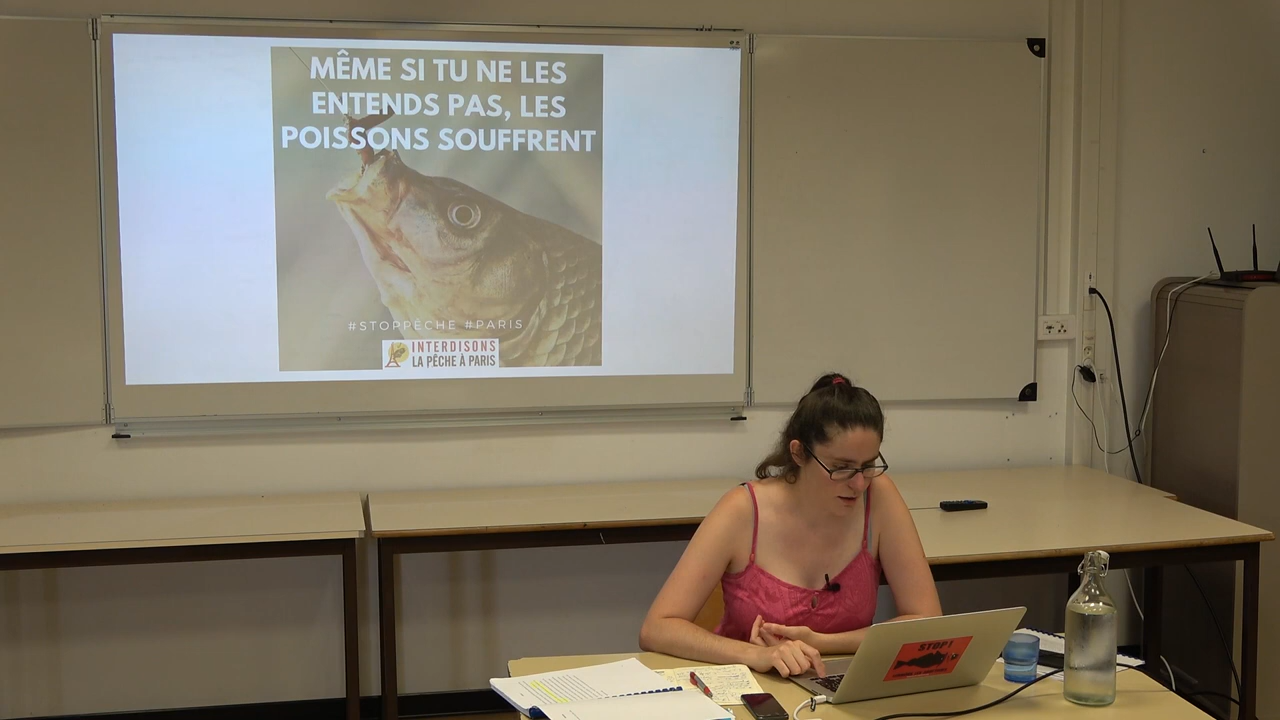 MÊME SI TU NE LES
ENTENDS PAS, LES
POISSONS SOUFFRENT
#STOPPÊCHE #PARIS
INTERDISONS
LA PÊCHE À PARIS
STOP!